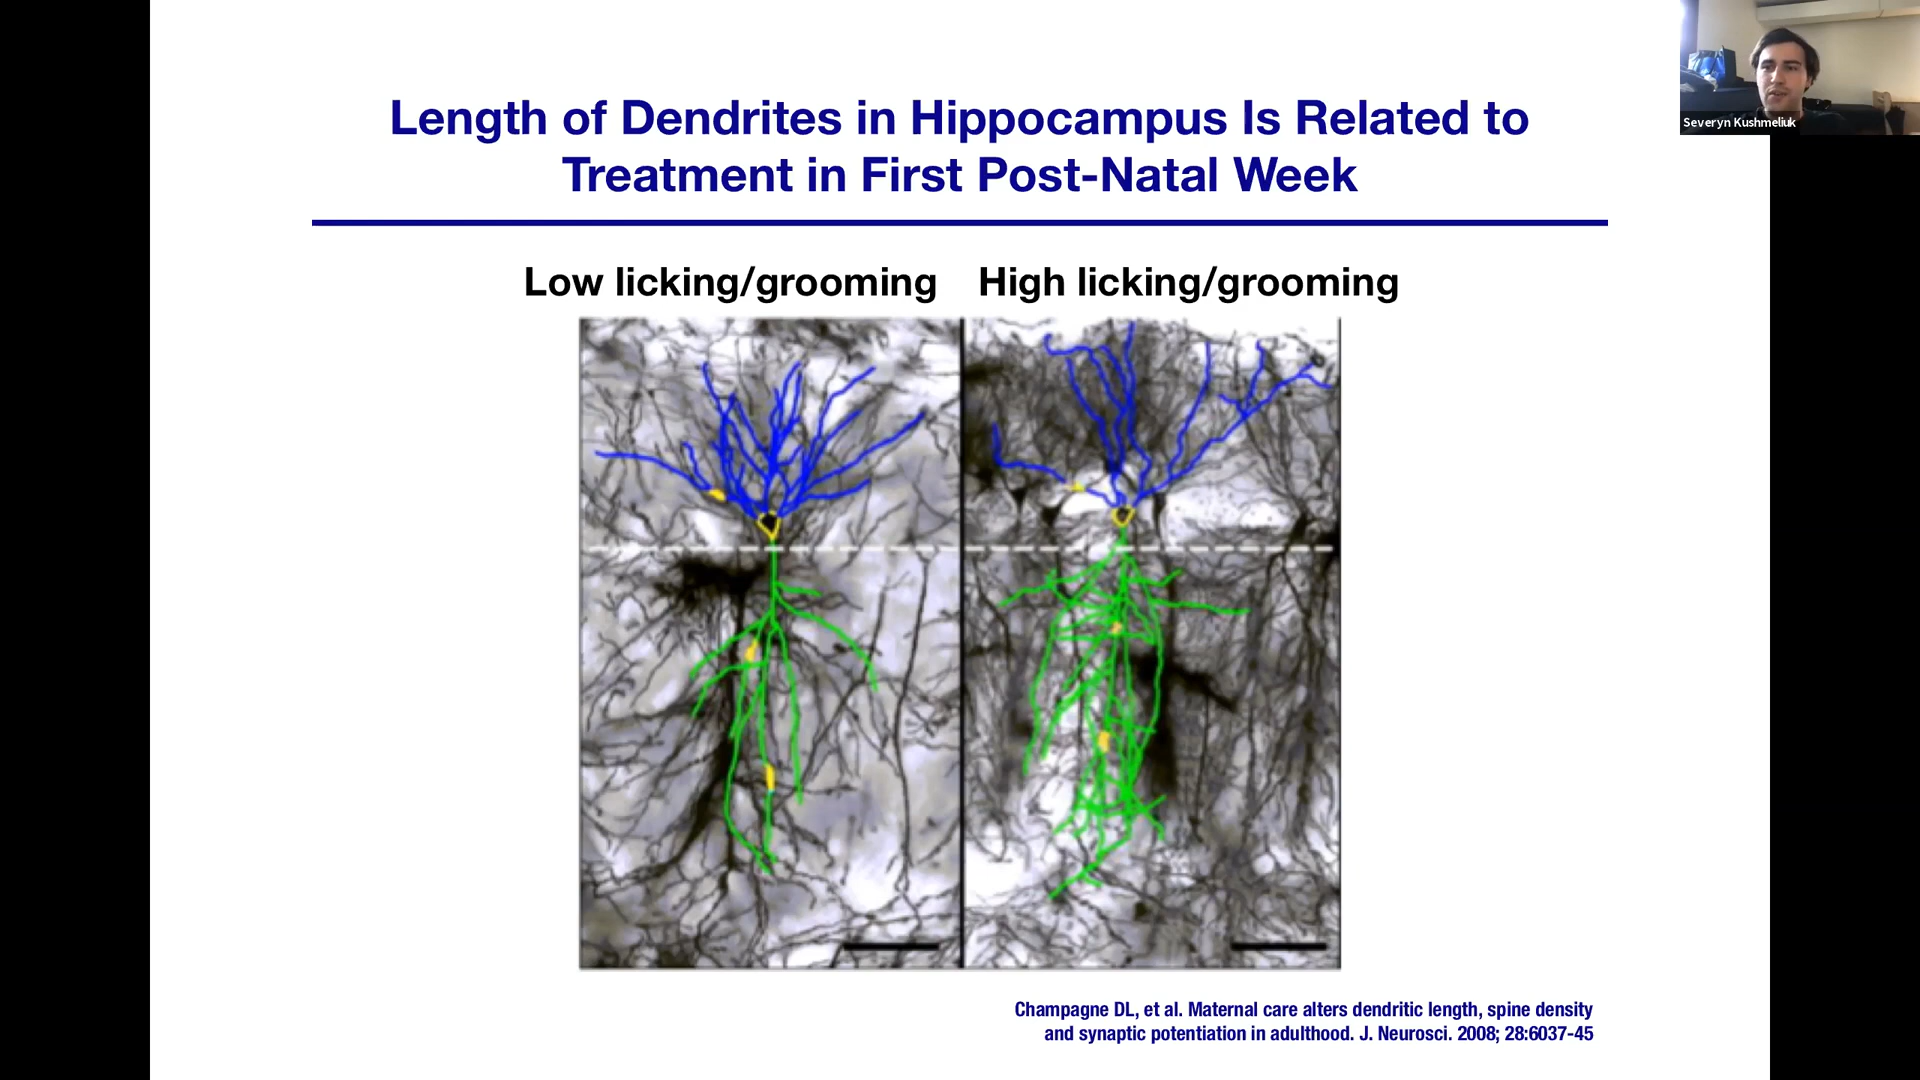 Length of Dendrites in Hippocampus Is Related to
Treatment in First Post-Natal Week
Severyn Kushmeliuk
Low licking/grooming
High licking/grooming
Champagne DL, et al. Maternal care alters dendritic length, spine density
and synaptic potentiation in adulthood. J. Neurosci. 2008; 28:6037-45